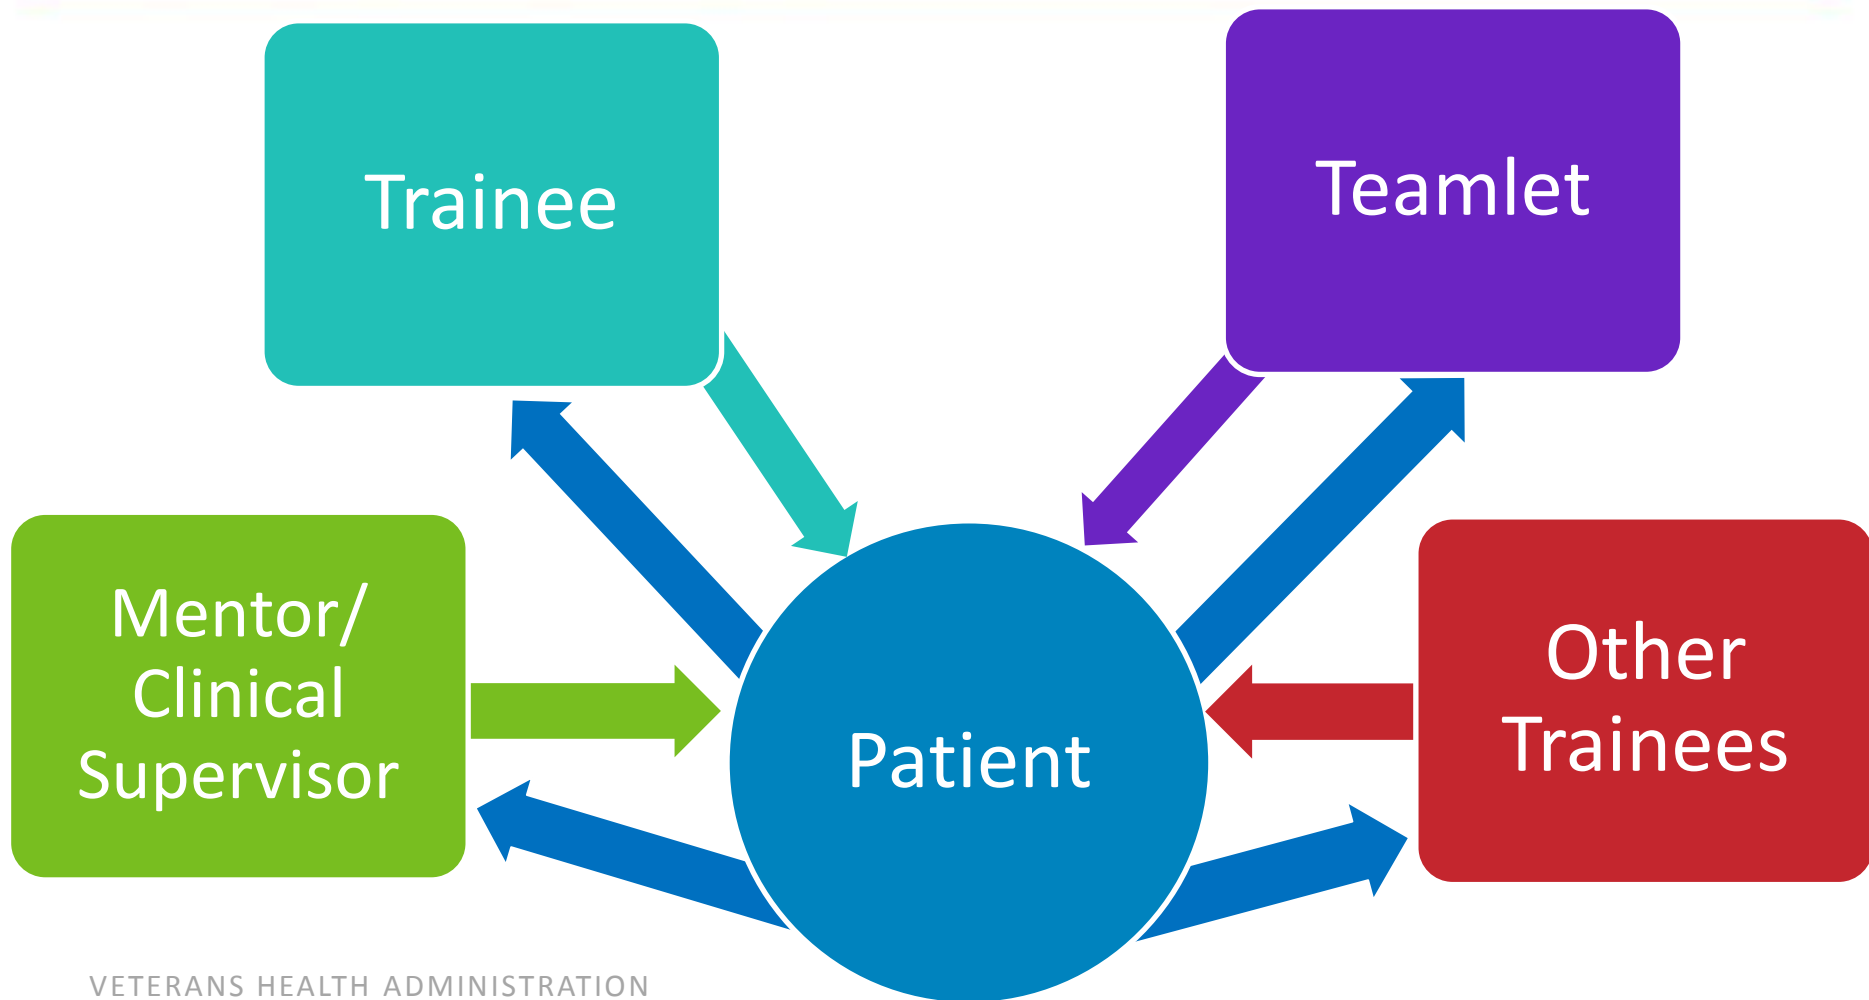 Trainee
Teamlet
Mentor/
Clinical
Supervisor
Patient
Other
Trainees
VETERANS HEALTH ADMINISTRATION